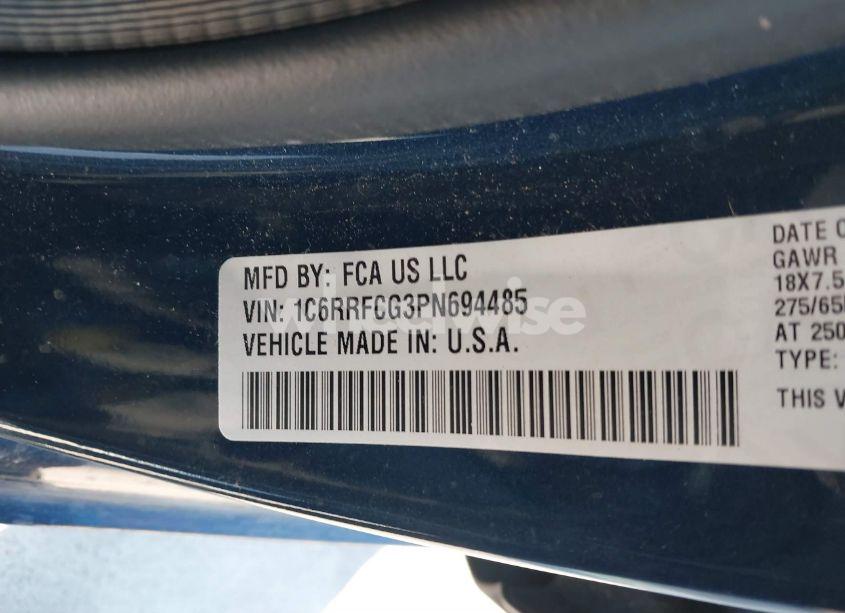 MFD BY: FCA US LLC
VIN: 1C6RRFCG3PN694485
VEHICLE MADE IN: U.S.A.
DATE O
GAWR
18X7.5
275/65
AT 250
TYPE:
THIS V
wheelwise